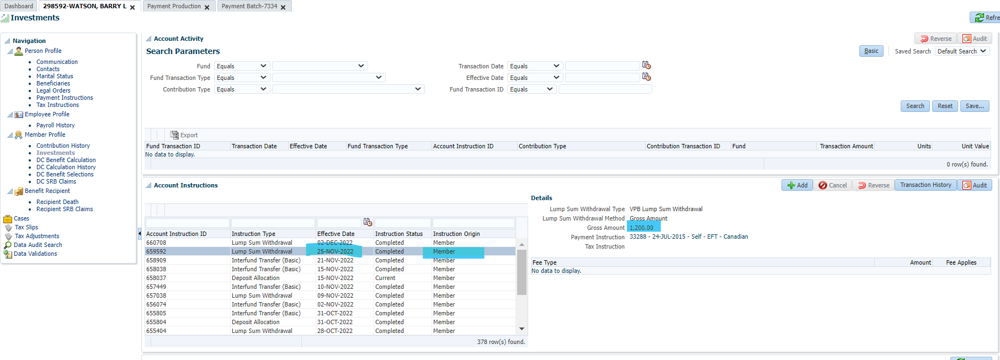 Dashboard 298592-WATSON, BARRY L Payment Production Payment Batch-7334
Investments
Refre
Navigation
Person Profile
Communication
Contacts
Marital Status
Beneficiaries
Legal Orders
Payment Instructions
Tax Instructions
Employee Profile
Payroll History
Member Profile
Contribution History
Investments
DC Benefit Calculation
DC Calculation History
DC Benefit Selections
DC SRB Claims
Benefit Recipient
Recipient Death
Recipient SRB Claims
Cases
Tax Slips
Tax Adjustments
Data Audit Search
Data Validations
Account Activity
Reverse Audit
Search Parameters
Basic Saved Search Default Search
Fund Equals Transaction Date Equals
Fund Transaction Type Equals Effective Date Equals
Contribution Type Equals Fund Transaction ID Equals
Search Reset Save...
Export
Fund Transaction ID Transaction Date Effective Date Fund Transaction Type Account Instruction ID Contribution Type Contribution Transaction ID Fund Transaction Amount Units Unit Value
No data to display.
0 row(s) found.
Account Instructions
Add Cancel Reverse Transaction History Audit
Account Instruction ID Instruction Type Effective Date Instruction Status Instruction Origin
660708 Lump Sum Withdrawal 02-DEC-2022 Completed Member
659592 Lump Sum Withdrawal 25-NOV-2022 Completed Member
658909 Interfund Transfer (Basic) 21-NOV-2022 Completed Member
658038 Interfund Transfer (Basic) 15-NOV-2022 Completed Member
658037 Deposit Allocation 15-NOV-2022 Current Member
657449 Interfund Transfer (Basic) 10-NOV-2022 Completed Member
657038 Lump Sum Withdrawal 09-NOV-2022 Completed Member
656074 Interfund Transfer (Basic) 02-NOV-2022 Completed Member
655805 Interfund Transfer (Basic) 31-OCT-2022 Completed Member
655804 Deposit Allocation 31-OCT-2022 Completed Member
655404 Lump Sum Withdrawal 28-OCT-2022 Completed Member
378 row(s) found.
Details
Lump Sum Withdrawal Type VPB Lump Sum Withdrawal
Lump Sum Withdrawal Method Gross Amount
Gross Amount 1,200.00
Payment Instruction 33288 - 24-JUL-2015 - Self - EFT - Canadian
Tax Instruction
Fee Type Amount Fee Applies
No data to display.